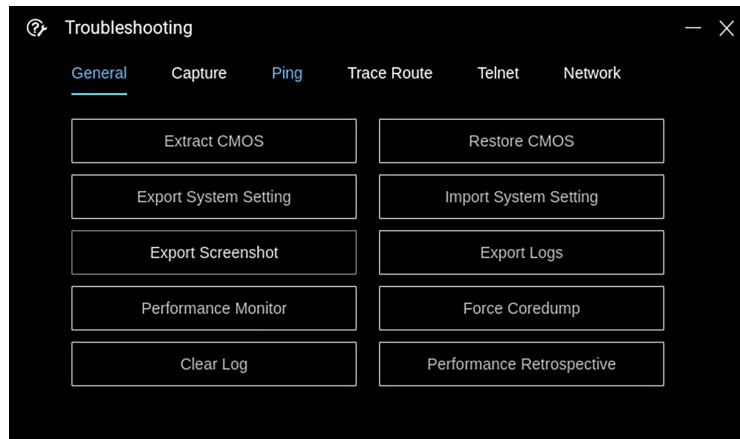 Troubleshooting
General Capture Ping Trace Route Telnet Network
Extract CMOS Restore CMOS
Export System Setting Import System Setting
Export Screenshot Export Logs
Performance Monitor Force Coredump
Clear Log Performance Retrospective